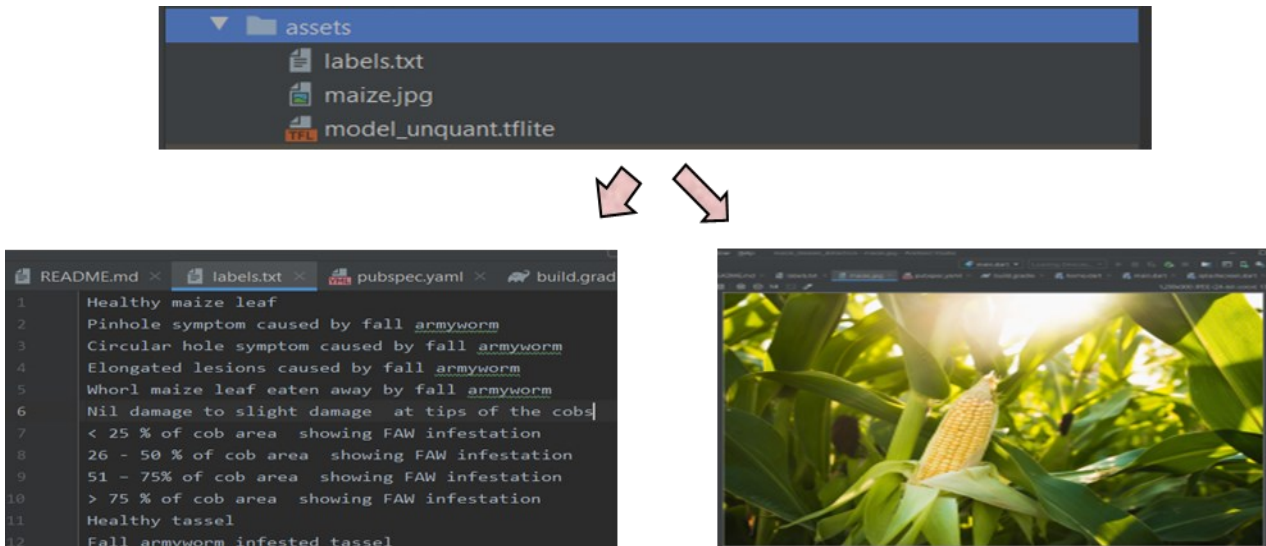 assets
labels.txt
maize.jpg
TFL model_unquant.tflite
README.md labels.txt YML pubspec.yaml build.grad
1 Healthy maize leaf
2 Pinhole symptom caused by fall armyworm
3 Circular hole symptom caused by fall armyworm
4 Elongated lesions caused by fall armyworm
5 Whorl maize leaf eaten away by fall armyworm
6 Nil damage to slight damage  at tips of the cobs
7 < 25 % of cob area  showing FAW infestation
8 26 - 50 % of cob area  showing FAW infestation
9 51 – 75% of cob area  showing FAW infestation
10 > 75 % of cob area  showing FAW infestation
11 Healthy tassel
12 Fall armyworm infested tassel